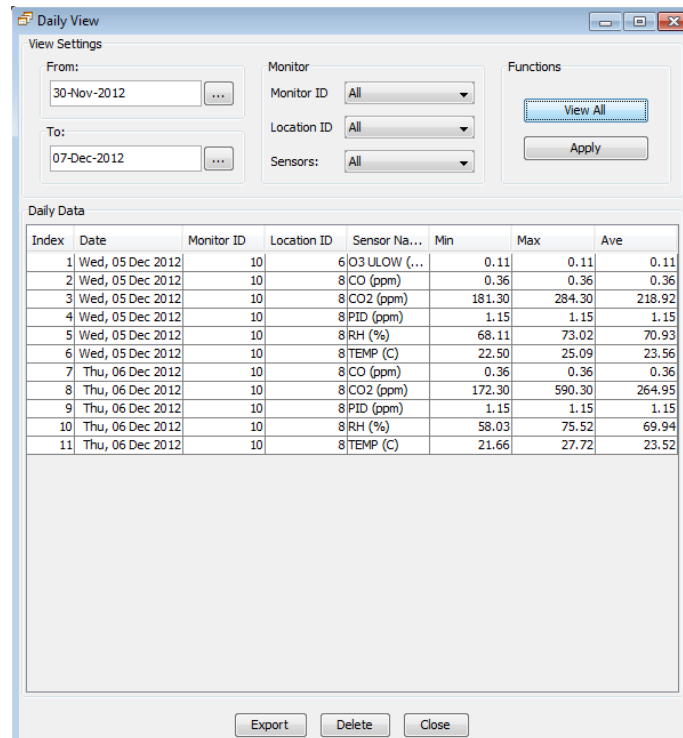 Daily View
View Settings
From:
30-Nov-2012 ...
To:
07-Dec-2012 ...
Monitor
Monitor ID All
Location ID All
Sensors: All
Functions
View All
Apply
Daily Data
Index Date Monitor ID Location ID Sensor Na... Min Max Ave
1 Wed, 05 Dec 2012 10 6 O3 ULOW (... 0.11 0.11 0.11
2 Wed, 05 Dec 2012 10 8 CO (ppm) 0.36 0.36 0.36
3 Wed, 05 Dec 2012 10 8 CO2 (ppm) 181.30 284.30 218.92
4 Wed, 05 Dec 2012 10 8 PID (ppm) 1.15 1.15 1.15
5 Wed, 05 Dec 2012 10 8 RH (%) 68.11 73.02 70.93
6 Wed, 05 Dec 2012 10 8 TEMP (C) 22.50 25.09 23.56
7 Thu, 06 Dec 2012 10 8 CO (ppm) 0.36 0.36 0.36
8 Thu, 06 Dec 2012 10 8 CO2 (ppm) 172.30 590.30 264.95
9 Thu, 06 Dec 2012 10 8 PID (ppm) 1.15 1.15 1.15
10 Thu, 06 Dec 2012 10 8 RH (%) 58.03 75.52 69.94
11 Thu, 06 Dec 2012 10 8 TEMP (C) 21.66 27.72 23.52
Export Delete Close